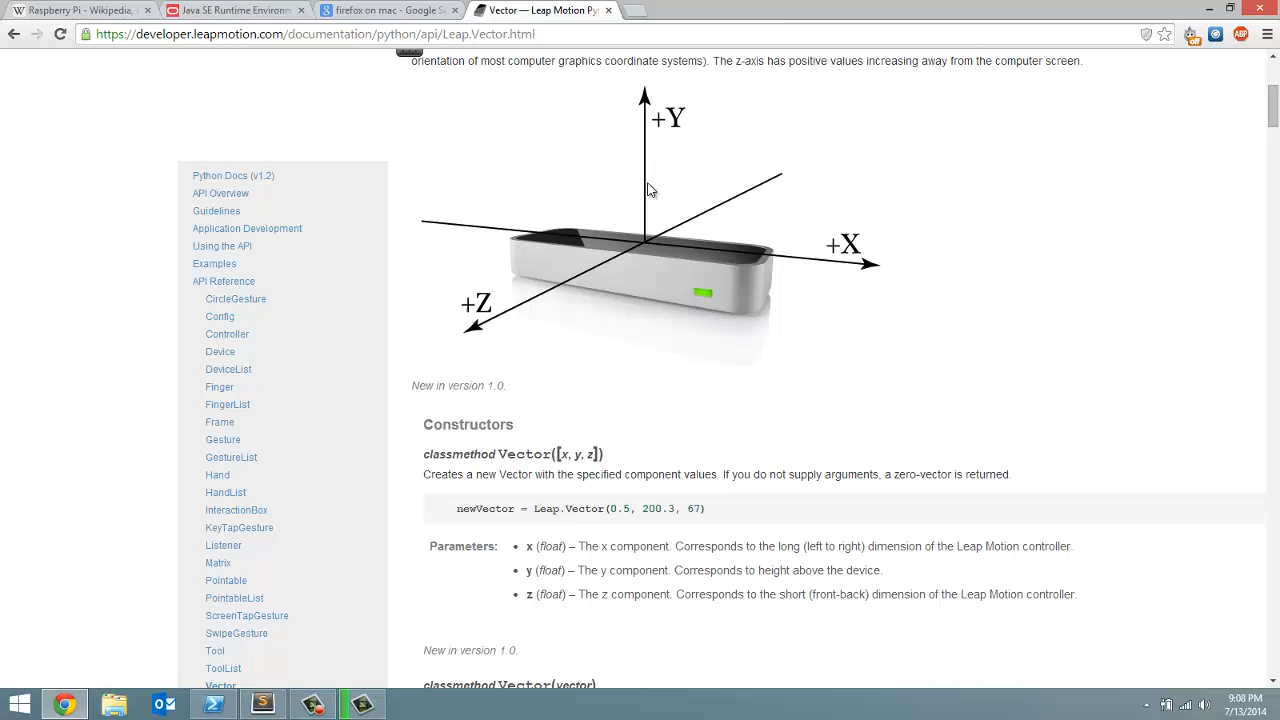 Raspberry Pi - Wikipedia, ×
Java SE Runtime Environ ×
firefox on mac - Google S ×
Vector — Leap Motion Py ×
https://developer.leapmotion.com/documentation/python/api/Leap.Vector.html
off
ABP
orientation of most computer graphics coordinate systems). The z-axis has positive values increasing away from the computer screen.
+Y
+X
+Z
Python Docs (v1.2)
API Overview
Guidelines
Application Development
Using the API
Examples
API Reference
CircleGesture
Config
Controller
Device
DeviceList
Finger
FingerList
Frame
Gesture
GestureList
Hand
HandList
InteractionBox
KeyTapGesture
Listener
Matrix
Pointable
PointableList
ScreenTapGesture
SwipeGesture
Tool
ToolList
Vector
New in version 1.0.
Constructors
classmethod Vector([x, y, z])
Creates a new Vector with the specified component values. If you do not supply arguments, a zero-vector is returned.
newVector = Leap.Vector(0.5, 200.3, 67)
Parameters:
• x (float) – The x component. Corresponds to the long (left to right) dimension of the Leap Motion controller.
• y (float) – The y component. Corresponds to height above the device.
• z (float) – The z component. Corresponds to the short (front-back) dimension of the Leap Motion controller.
New in version 1.0.
classmethod Vector(vector)
9:08 PM
7/13/2014